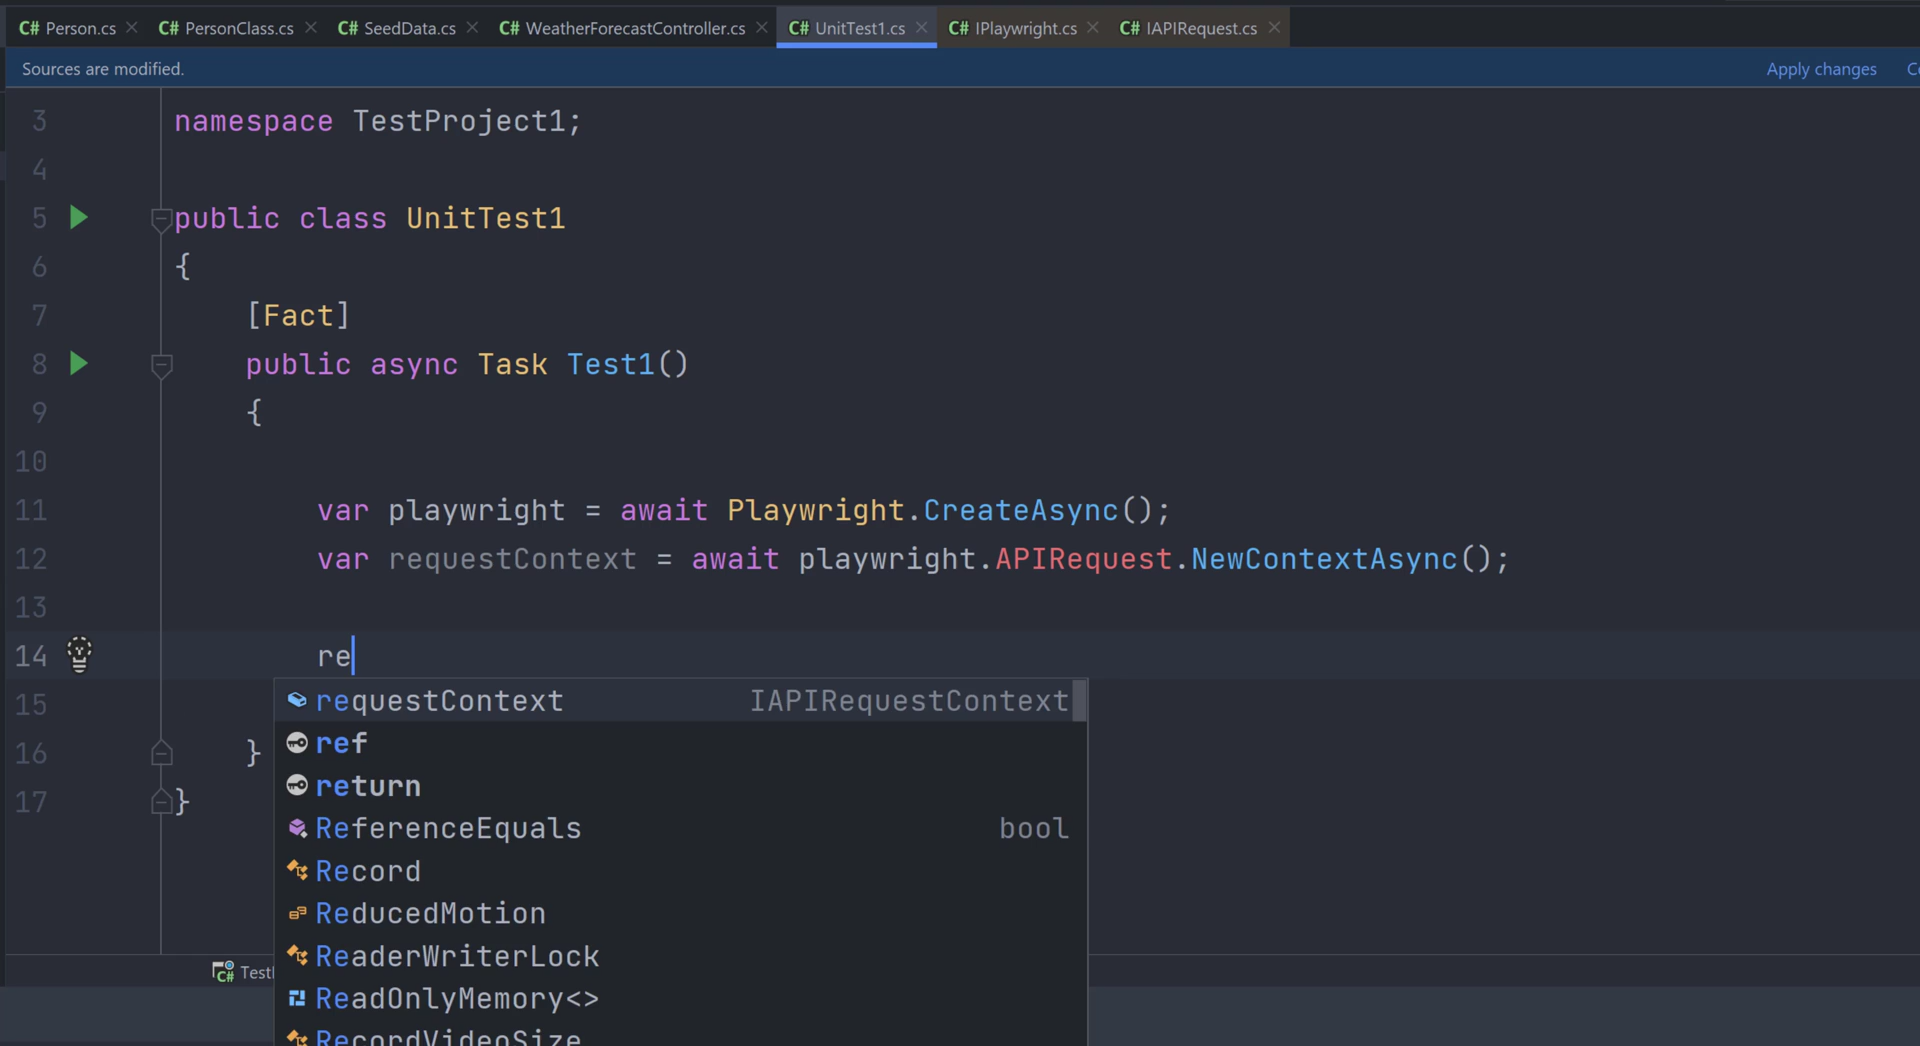 C# Person.cs C# PersonClass.cs C# SeedData.cs C# WeatherForecastController.cs C# UnitTest1.cs C# IPlaywright.cs C# IAPIRequest.cs
Sources are modified. Apply changes
3 namespace TestProject1;
4
5 public class UnitTest1
6 {
7 [Fact]
8 public async Task Test1()
9 {
10
11 var playwright = await Playwright.CreateAsync();
12 var requestContext = await playwright.APIRequest.NewContextAsync();
13
14 re
15
16 }
17 }
requestContext IAPIRequestContext
ref
return
ReferenceEquals bool
Record
ReducedMotion
ReaderWriterLock
ReadOnlyMemory<>
RecordVideoSize